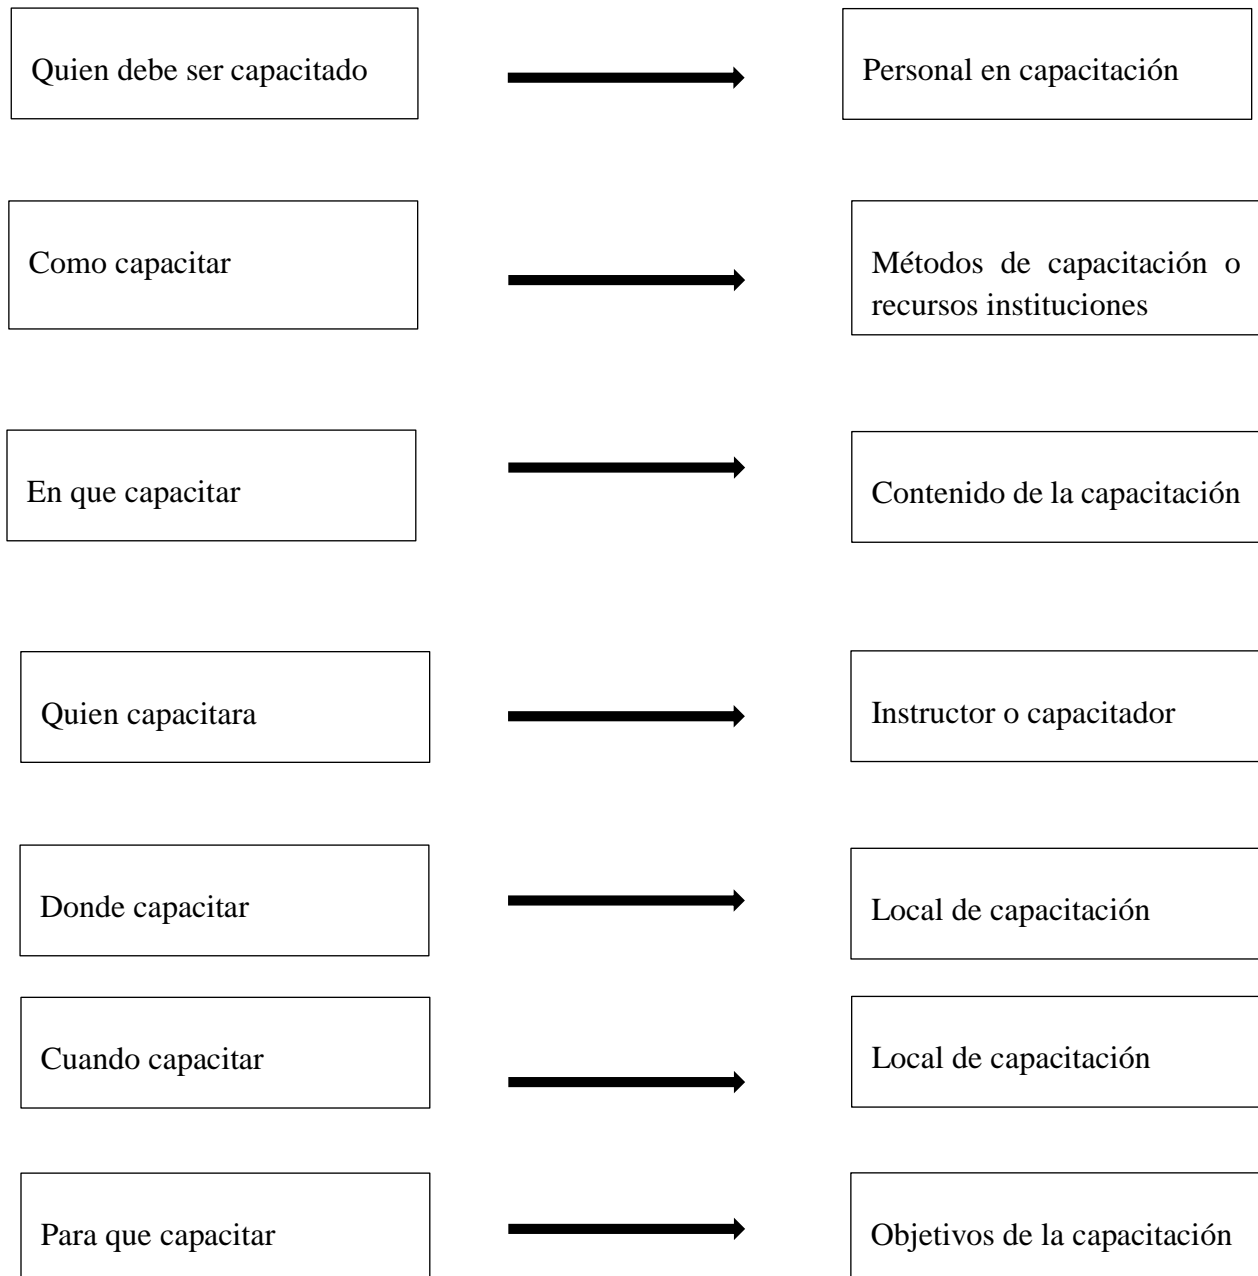 Quien debe ser capacitado
Personal en capacitación
Como capacitar
Métodos de capacitación o
recursos instituciones
En que capacitar
Contenido de la capacitación
Quien capacitara
Instructor o capacitador
Donde capacitar
Local de capacitación
Cuando capacitar
Local de capacitación
Para que capacitar
Objetivos de la capacitación